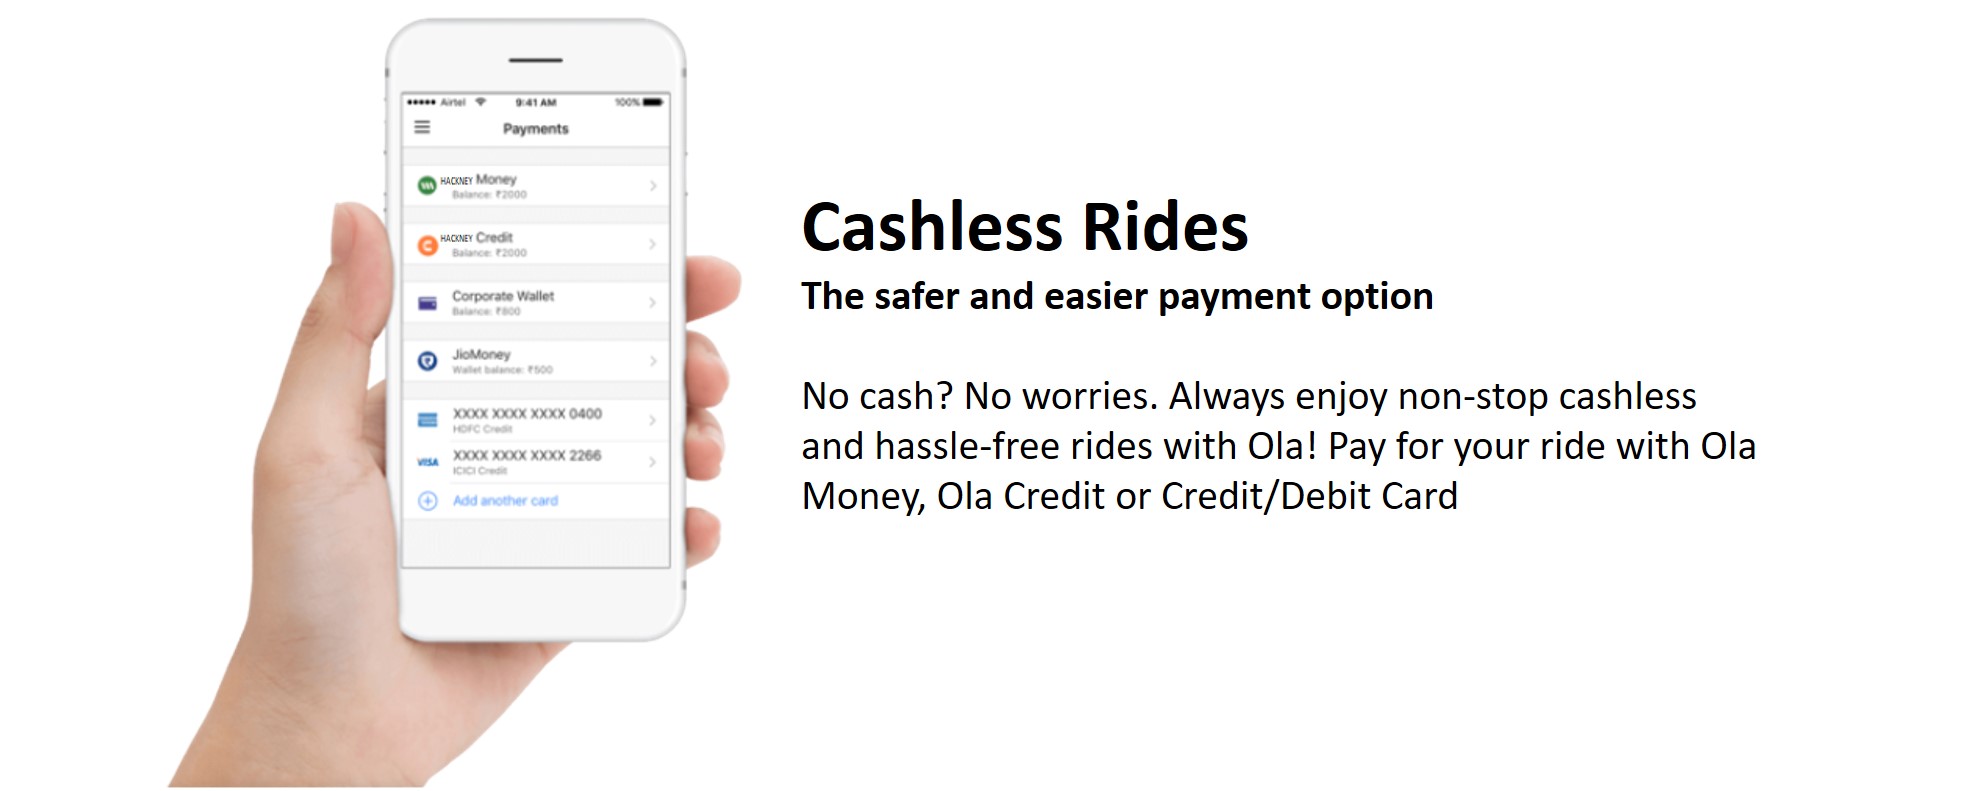 Airtel 9:41 AM 100%
Payments
HACKNEY Money
Balance: ₹2000
HACKNEY Credit
Balance: ₹2000
Corporate Wallet
Balance: ₹800
JioMoney
Wallet balance: ₹500
XXXX XXXX XXXX 0400
HDFC Credit
VISA XXXX XXXX XXXX 2266
ICICI Credit
Add another card
Cashless Rides
The safer and easier payment option
No cash? No worries. Always enjoy non-stop cashless
and hassle-free rides with Ola! Pay for your ride with Ola
Money, Ola Credit or Credit/Debit Card